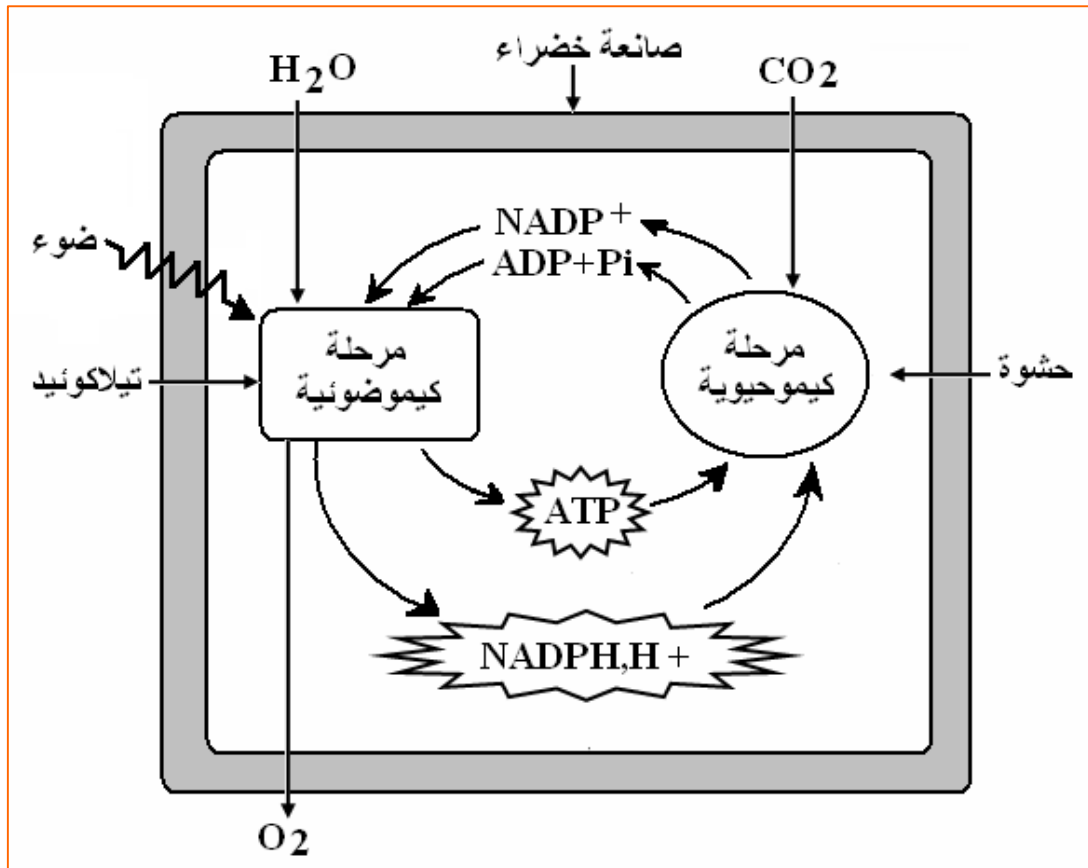 صانعة خضراء
H2O
CO2
ضوء
NADP+
ADP+Pi
مرحلة
كيموضوئية
مرحلة
كيموحيوية
تيلاكوئيد
حشوة
ATP
NADPH,H +
O2